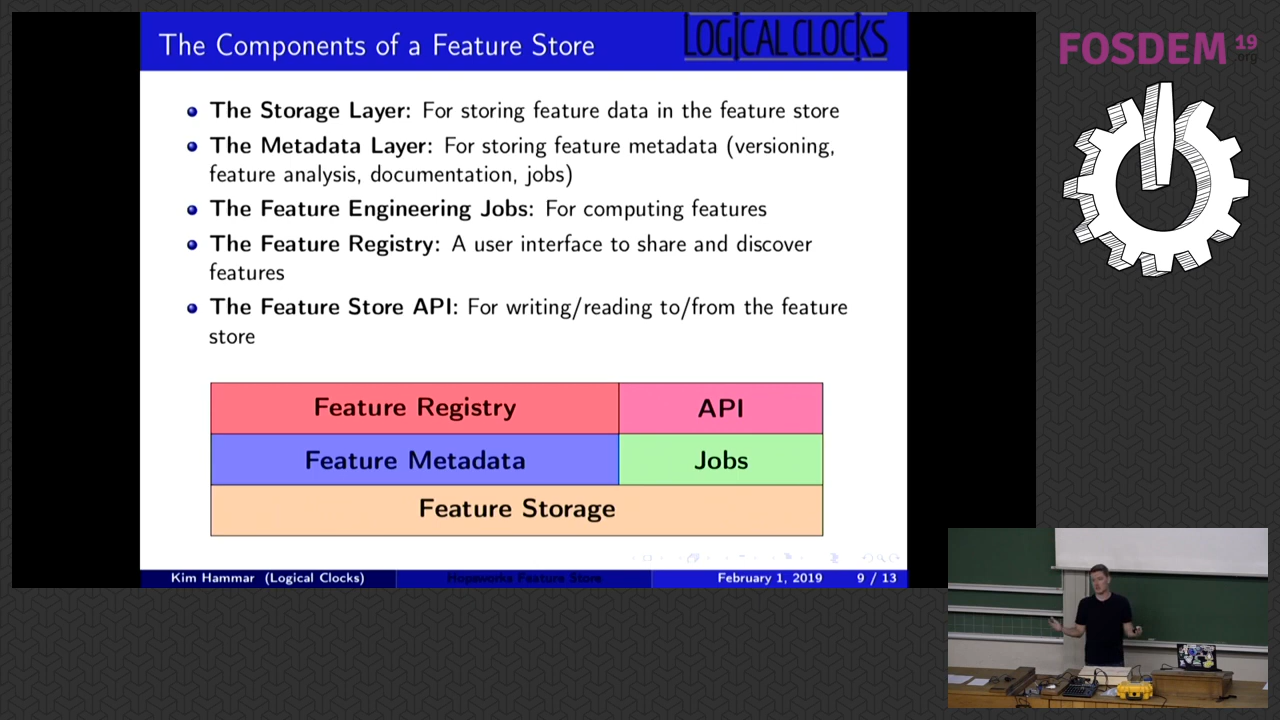 The Components of a Feature Store
LOGICAL CLOCKS
FOSDEM 19
.org
The Storage Layer: For storing feature data in the feature store
The Metadata Layer: For storing feature metadata (versioning,
feature analysis, documentation, jobs)
The Feature Engineering Jobs: For computing features
The Feature Registry: A user interface to share and discover
features
The Feature Store API: For writing/reading to/from the feature
store
Feature Registry
API
Feature Metadata
Jobs
Feature Storage
Kim Hammar (Logical Clocks)
Hopsworks Feature Store
February 1, 2019
9 / 13